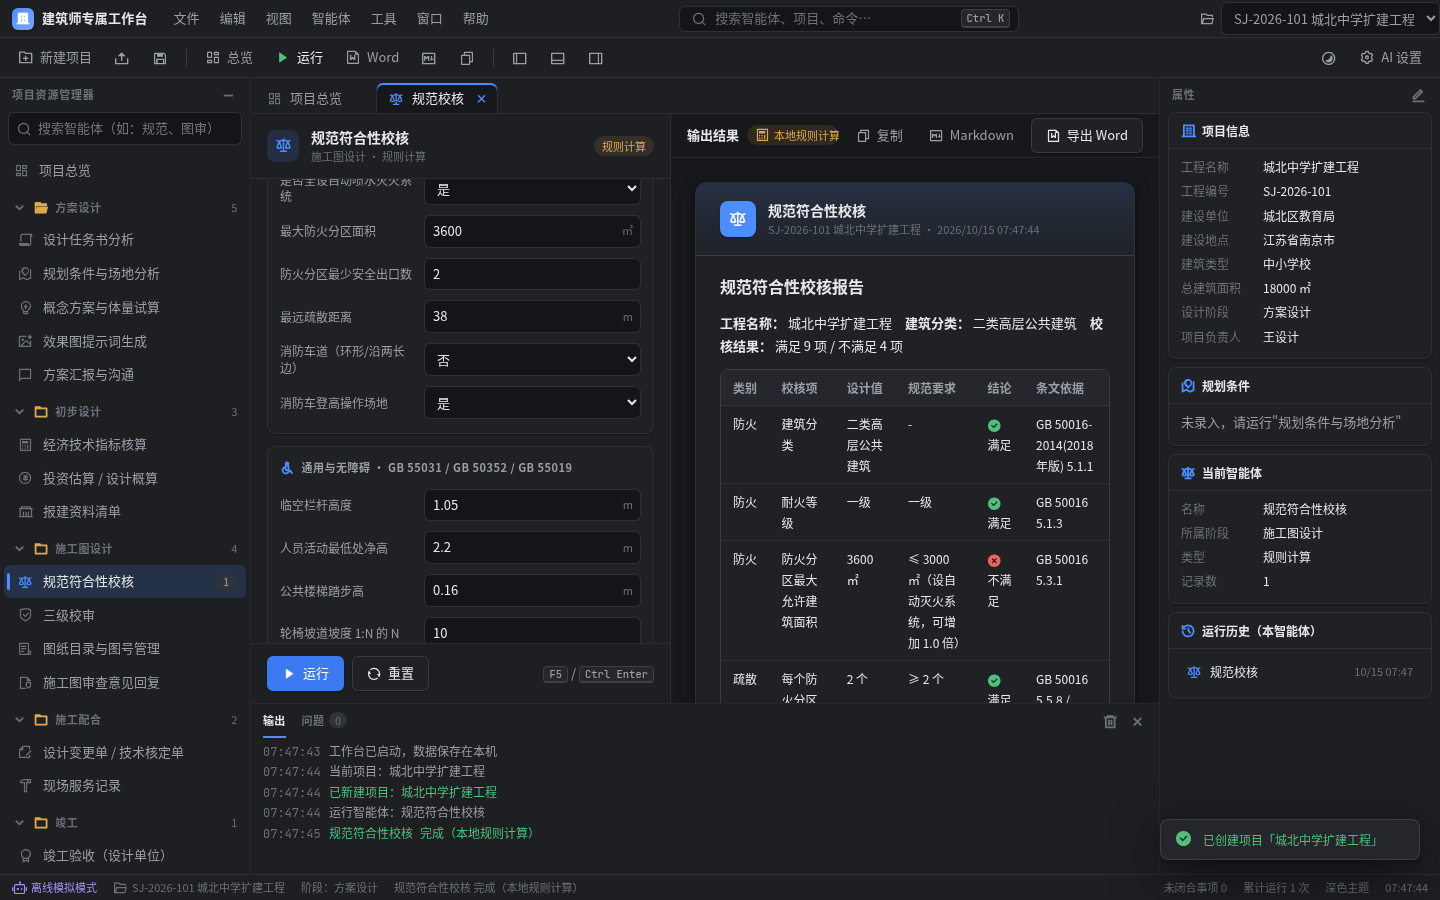 建筑师专属工作台 文件 编辑 视图 智能体 工具 窗口 帮助 搜索智能体、项目、命令… Ctrl K SJ-2026-101 城北中学扩建工程
新建项目 总览 运行 Word AI 设置
项目资源管理器
搜索智能体（如：规范、图审）
项目总览
方案设计 5
设计任务书分析
规划条件与场地分析
概念方案与体量试算
效果图提示词生成
方案汇报与沟通
初步设计 3
经济技术指标核算
投资估算 / 设计概算
报建资料清单
施工图设计 4
规范符合性校核 1
三级校审
图纸目录与图号管理
施工图审查意见回复
施工配合 2
设计变更单 / 技术核定单
现场服务记录
竣工 1
竣工验收（设计单位）
项目总览 规范校核
规范符合性校核
施工图设计 · 规则计算
规则计算
是否全设自动喷水灭火系统 是
最大防火分区面积 3600 ㎡
防火分区最少安全出口数 2
最远疏散距离 38 m
消防车道（环形/沿两长边） 否
消防车登高操作场地 是
通用与无障碍 · GB 55031 / GB 50352 / GB 55019
临空栏杆高度 1.05 m
人员活动最低处净高 2.2 m
公共楼梯踏步高 0.16 m
轮椅坡道坡度 1:N 的 N 10
运行 重置 F5 / Ctrl Enter
输出结果 本地规则计算 复制 Markdown 导出 Word
规范符合性校核
SJ-2026-101 城北中学扩建工程 · 2026/10/15 07:47:44
规范符合性校核报告
工程名称： 城北中学扩建工程 建筑分类： 二类高层公共建筑 校
核结果： 满足 9 项 / 不满足 4 项
类别 校核项 设计值 规范要求 结论 条文依据
防火 建筑分类 二类高层公共建筑 - 满足 GB 50016-2014(2018年版) 5.1.1
防火 耐火等级 一级 一级 满足 GB 50016 5.1.3
防火 防火分区最大允许建筑面积 3600 ㎡ ≤ 3000 ㎡（设自动灭火系统，可增加 1.0 倍） 不满足 GB 50016 5.3.1
疏散 每个防火分区 2 个 ≥ 2 个 满足 GB 50016 5.5.8 /
输出 问题 0
07:47:43 工作台已启动，数据保存在本机
07:47:44 当前项目：城北中学扩建工程
07:47:44 已新建项目：城北中学扩建工程
07:47:44 运行智能体：规范符合性校核
07:47:45 规范符合性校核 完成（本地规则计算）
属性
项目信息
工程名称 城北中学扩建工程
工程编号 SJ-2026-101
建设单位 城北区教育局
建设地点 江苏省南京市
建筑类型 中小学校
总建筑面积 18000 ㎡
设计阶段 方案设计
项目负责人 王设计
规划条件
未录入，请运行"规划条件与场地分析"
当前智能体
名称 规范符合性校核
所属阶段 施工图设计
类型 规则计算
记录数 1
运行历史（本智能体）
规范校核 10/15 07:47
已创建项目「城北中学扩建工程」
离线模拟模式 SJ-2026-101 城北中学扩建工程 阶段：方案设计 规范符合性校核 完成（本地规则计算） 未闭合事项 0 累计运行 1 次 深色主题 07:47:44